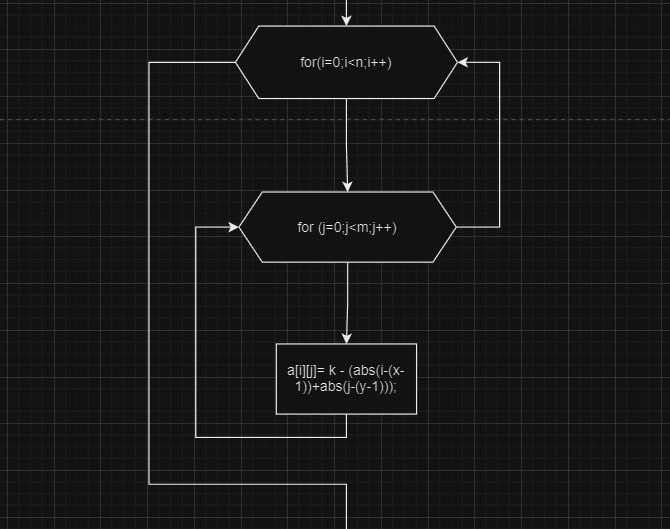 for(i=0;i<n;i++)
for (j=0;j<m;j++)
a[i][j]= k - (abs(i-(x-
1))+abs(j-(y-1)));